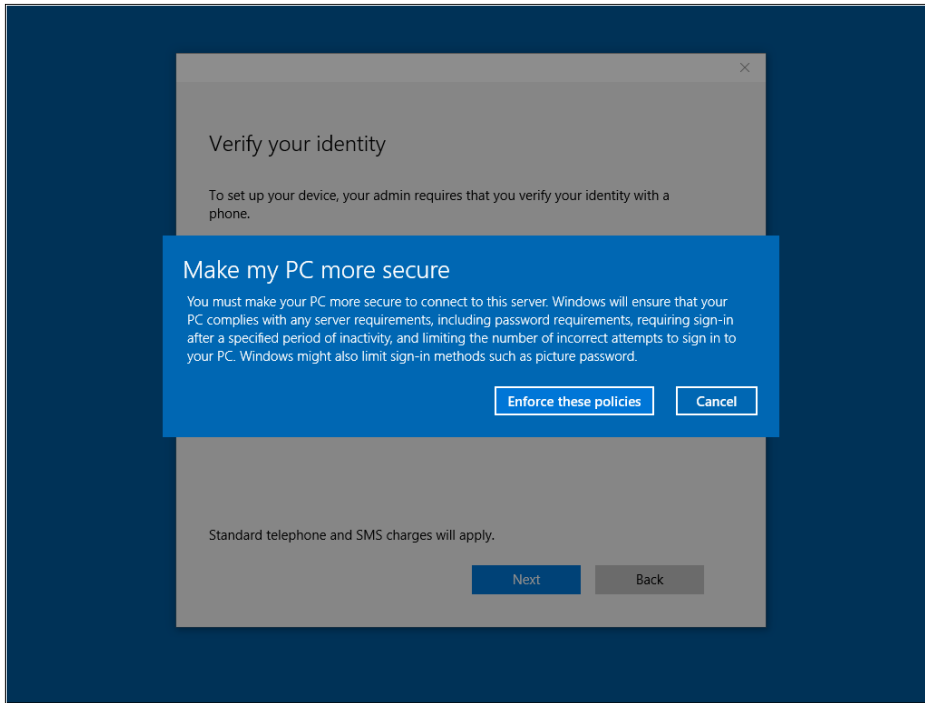 Verify your identity
To set up your device, your admin requires that you verify your identity with a
phone.
Make my PC more secure
You must make your PC more secure to connect to this server. Windows will ensure that your
PC complies with any server requirements, including password requirements, requiring sign-in
after a specified period of inactivity, and limiting the number of incorrect attempts to sign in to
your PC. Windows might also limit sign-in methods such as picture password.
Enforce these policies Cancel
Standard telephone and SMS charges will apply.
Next Back